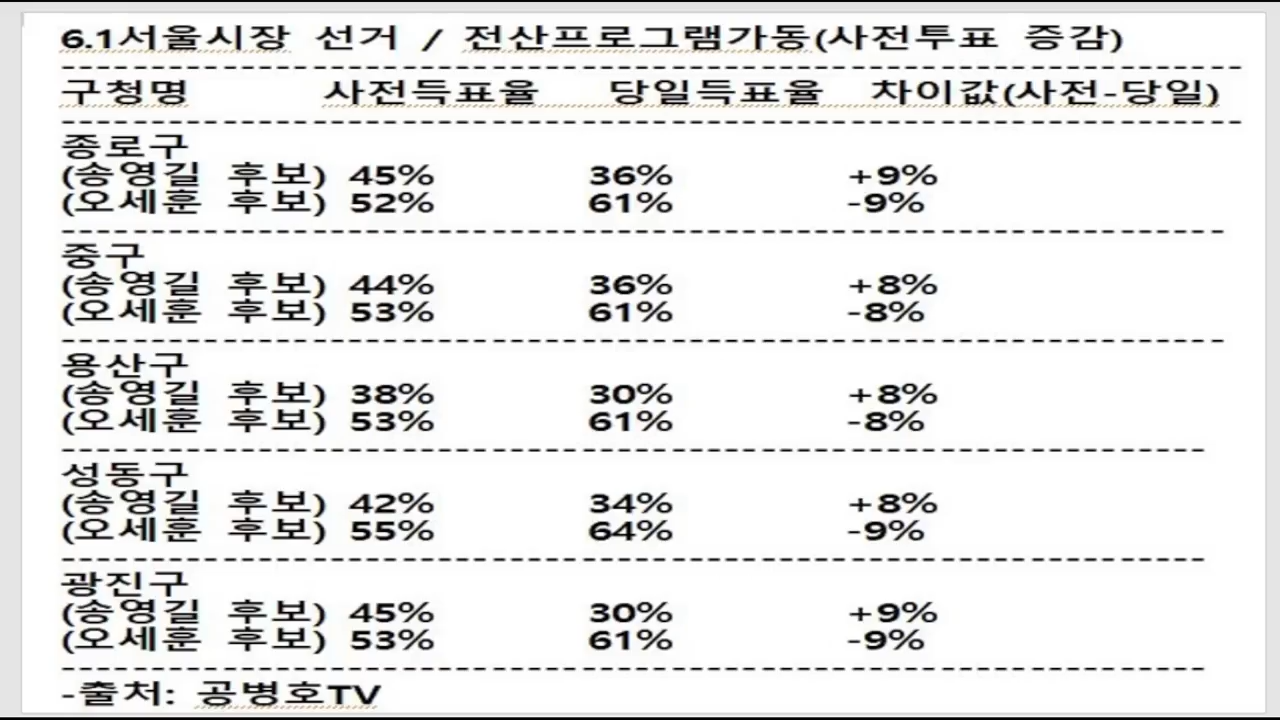 6.1서울시장 선거 / 전산프로그램가동(사전투표 증감)
구청명 사전득표율 당일득표율 차이값(사전-당일)
종로구
(송영길 후보) 45% 36% +9%
(오세훈 후보) 52% 61% -9%
중구
(송영길 후보) 44% 36% +8%
(오세훈 후보) 53% 61% -8%
용산구
(송영길 후보) 38% 30% +8%
(오세훈 후보) 53% 61% -8%
성동구
(송영길 후보) 42% 34% +8%
(오세훈 후보) 55% 64% -9%
광진구
(송영길 후보) 45% 30% +9%
(오세훈 후보) 53% 61% -9%
-출처: 공병호TV